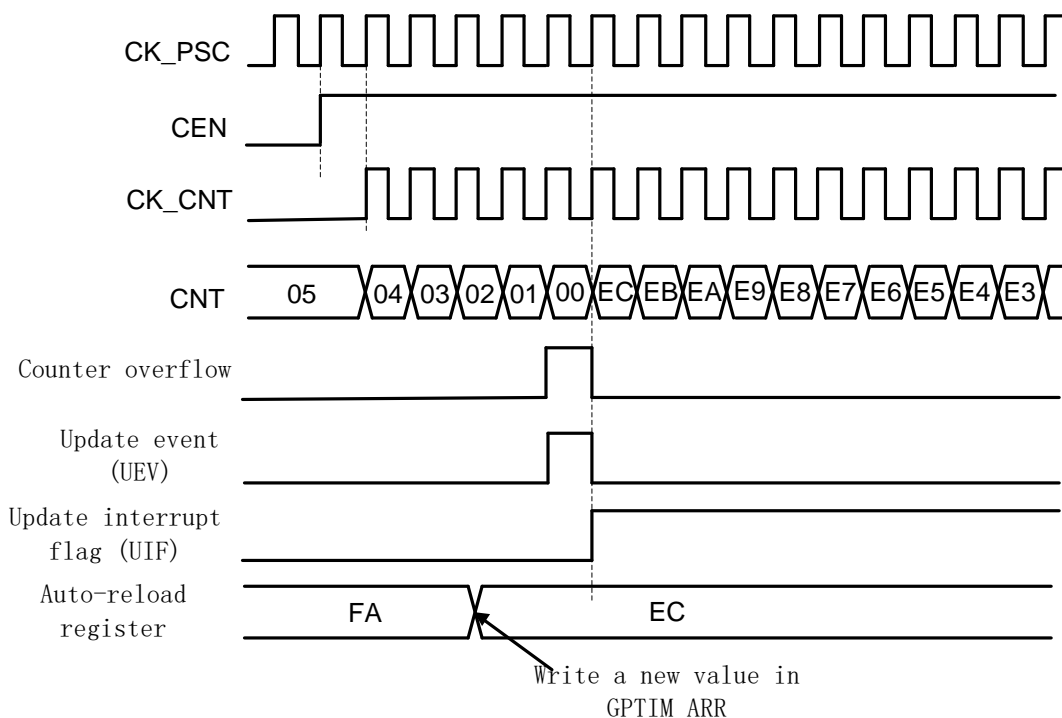 CK_PSC
CEN
CK_CNT
CNT
05 04 03 02 01 00 EC EB EA E9 E8 E7 E6 E5 E4 E3
Counter overflow
Update event
(UEV)
Update interrupt
flag (UIF)
Auto-reload
register
FA EC
Write a new value in
GPTIM ARR